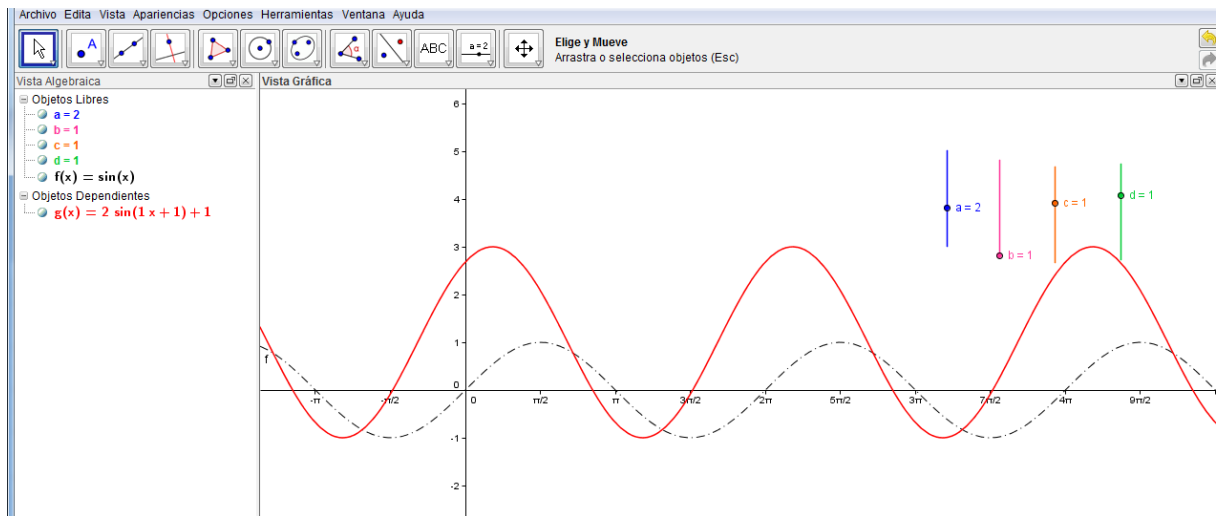 Archivo Edita Vista Apariencias Opciones Herramientas Ventana Ayuda
A
α
ABC
a=2
Elige y Mueve
Arrastra o selecciona objetos (Esc)
Vista Algebraica
Vista Gráfica
Objetos Libres
a = 2
b = 1
c = 1
d = 1
f(x) = sin(x)
Objetos Dependientes
g(x) = 2 sin(1 x + 1) + 1
6
5
4
3
2
1
0
-1
-2
-π
-π/2
0
π/2
π
3π/2
2π
5π/2
3π
7π/2
4π
9π/2
f
a = 2
b = 1
c = 1
d = 1